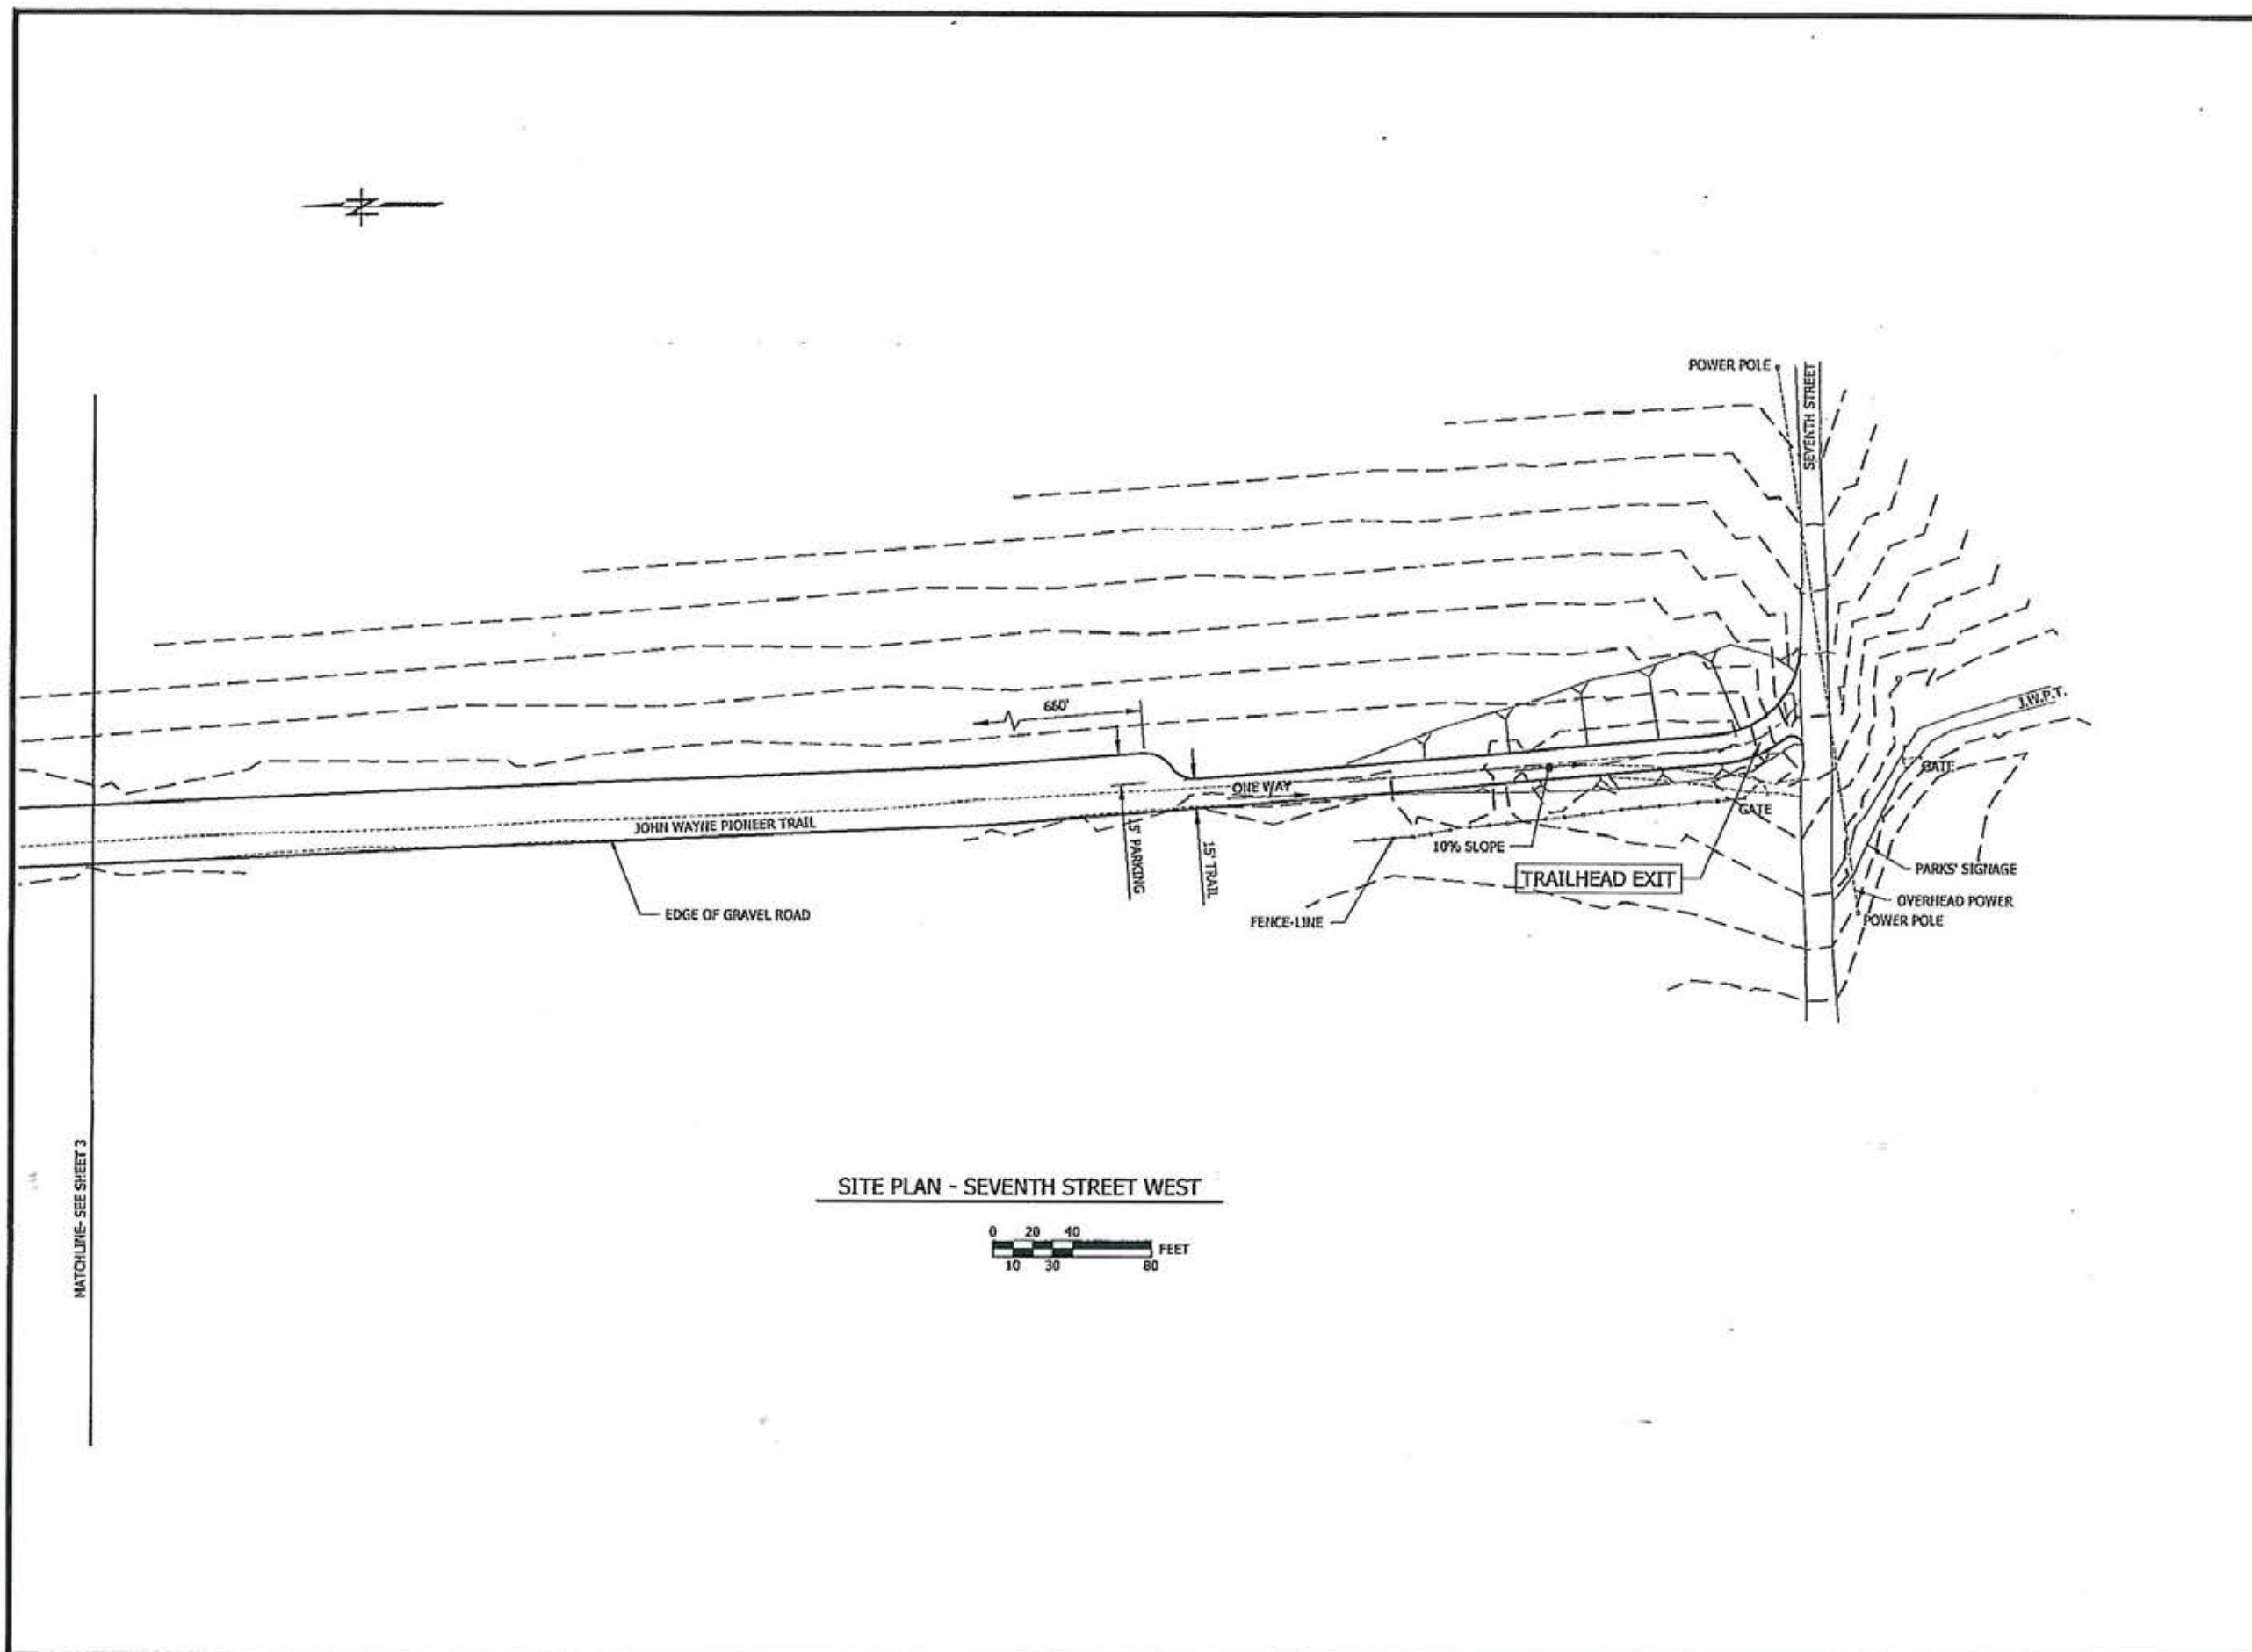 N
POWER POLE
SEVENTH STREET
660'
J.W.P.T.
ONE WAY
GATE
JOHN WAYNE PIONEER TRAIL
GATE
15' PARKING
15' TRAIL
10% SLOPE
TRAILHEAD EXIT
PARKS' SIGNAGE
OVERHEAD POWER
POWER POLE
EDGE OF GRAVEL ROAD
FENCE-LINE
MATCHLINE- SEE SHEET 3
SITE PLAN - SEVENTH STREET WEST
0 20 40
FEET
10 30 80